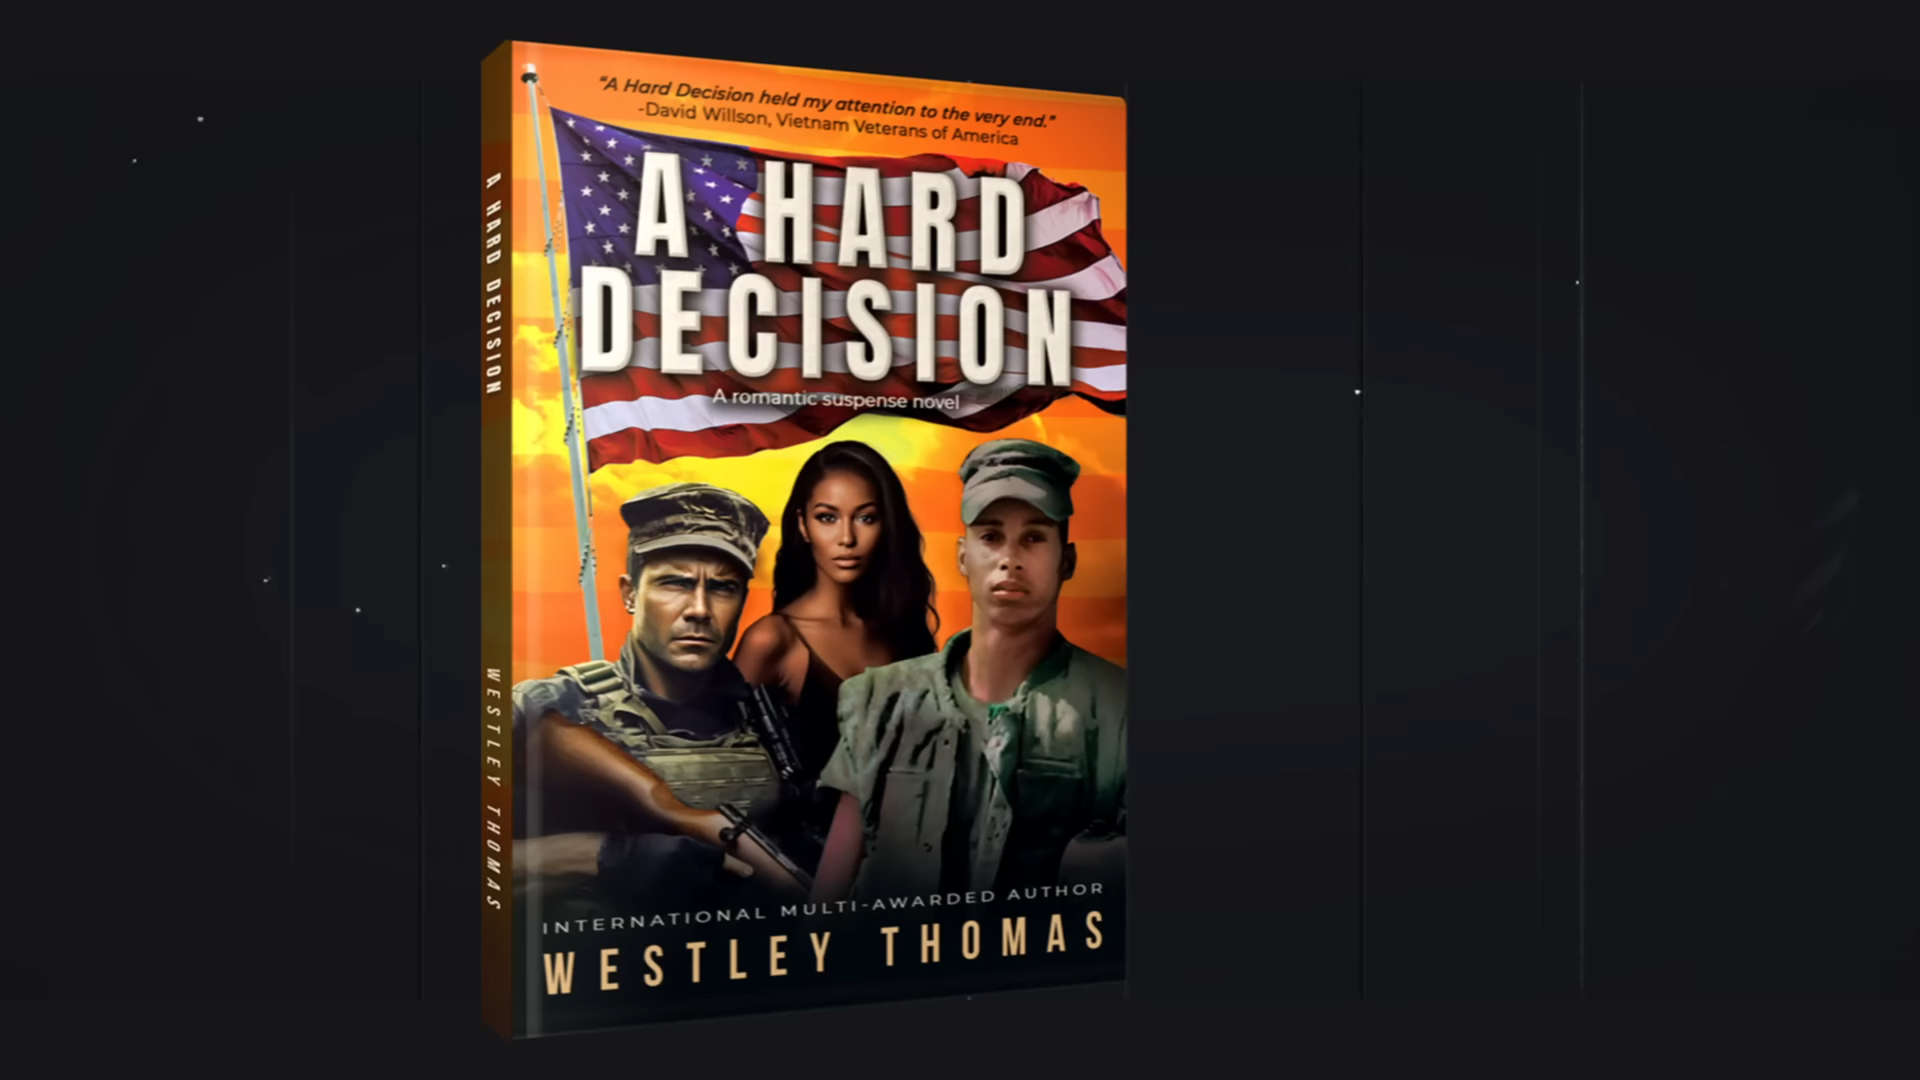 “A Hard Decision held my attention to the very end.”
-David Willson, Vietnam Veterans of America
A HARD
DECISION
A romantic suspense novel
INTERNATIONAL MULTI-AWARDED AUTHOR
WESTLEY THOMAS
A HARD DECISION
WESTLEY THOMAS